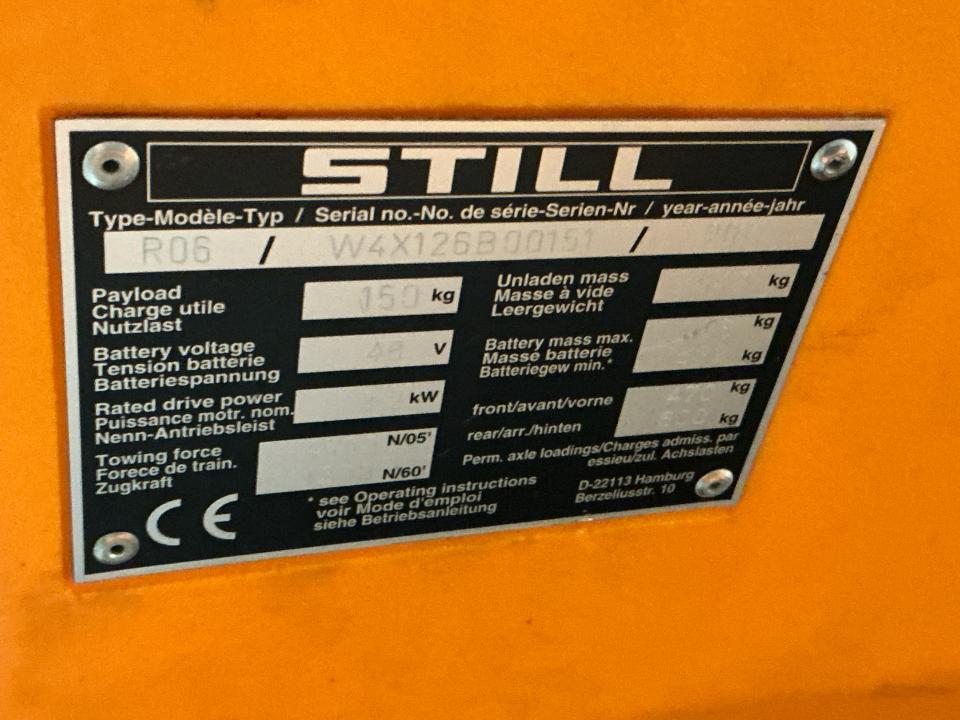 STILL
Type-Modèle-Typ / Serial no.-No. de série-Serien-Nr / year-année-jahr
R06 / W4X126B00151 /
Payload
Charge utile
Nutzlast
150 kg
Unladen mass
Masse à vide
Leergewicht
kg
Battery voltage
Tension batterie
Batteriespannung
48 V
Battery mass max.
Masse batterie
Batteriegew min.*
kg
kg
Rated drive power
Puissance motr. nom.
Nenn-Antriebsleist
kW
front/avant/vorne
kg
rear/arr./hinten
kg
Perm. axle loadings/Charges admiss. par
essieu/zul. Achslasten
Towing force
Forece de train.
Zugkraft
N/05'
N/60'
* see Operating instructions
voir Mode d'emploi
siehe Betriebsanleitung
D-22113 Hamburg
Berzeliusstr. 10
CE